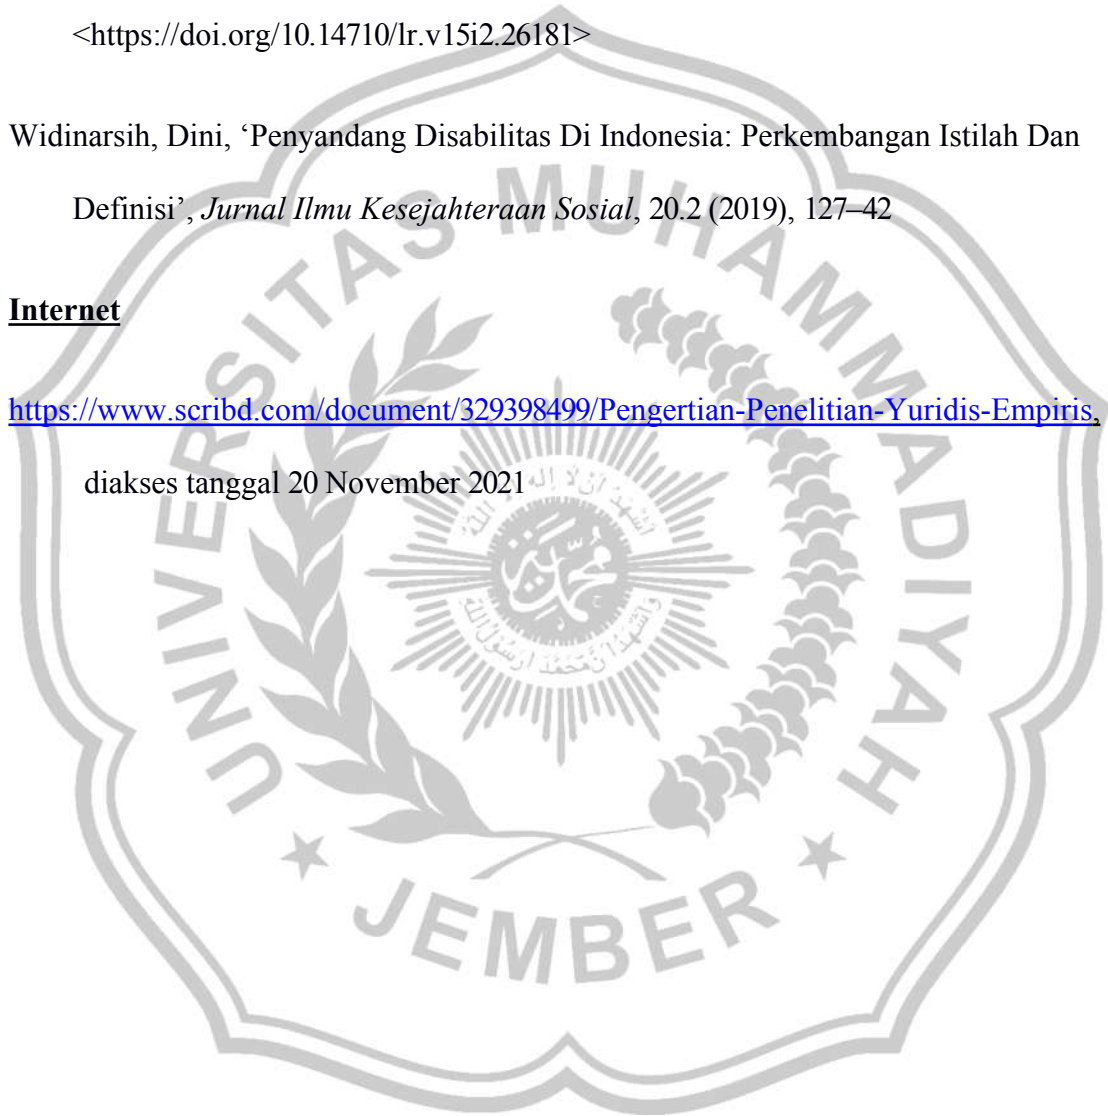 <https://doi.org/10.14710/lr.v15i2.26181>
Widinarsih, Dini, ‘Penyandang Disabilitas Di Indonesia: Perkembangan Istilah Dan
Definisi’, Jurnal Ilmu Kesejahteraan Sosial, 20.2 (2019), 127–42
Internet
https://www.scribd.com/document/329398499/Pengertian-Penelitian-Yuridis-Empiris,
diakses tanggal 20 November 2021
UNIVERSITAS MUHAMMADIYAH
JEMBER